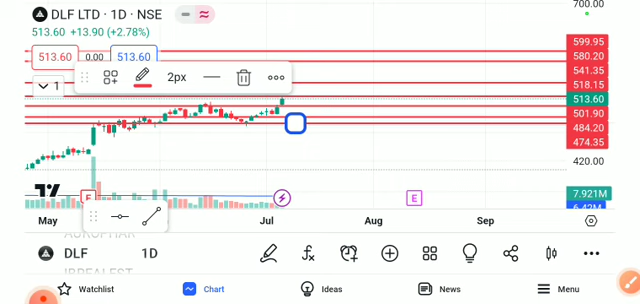 DLF LTD · 1D · NSE
700.00
513.60 +13.90 (+2.78%)
513.60 0.00 513.60
599.95
580.20
541.35
518.15
513.60
501.90
484.20
474.35
420.00
2px
1
E
E
7.921M
May Jul Aug Sep
DLF 1D
Watchlist Chart Ideas News Menu